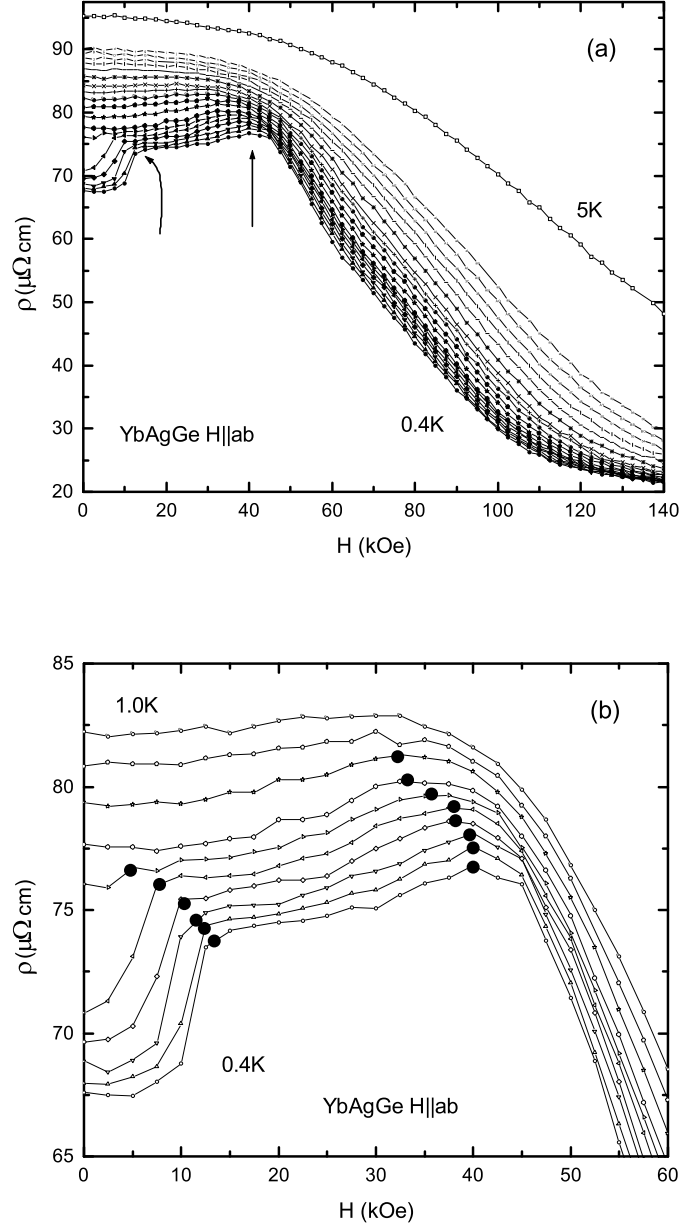 (a)
90
80
70
60
50
40
30
20
ρ (μΩ cm)
5K
0.4K
YbAgGe H||ab
0 20 40 60 80 100 120 140
H (kOe)
85
80
75
70
65
ρ (μΩ cm)
1.0K
(b)
0.4K
YbAgGe H||ab
0 10 20 30 40 50 60
H (kOe)